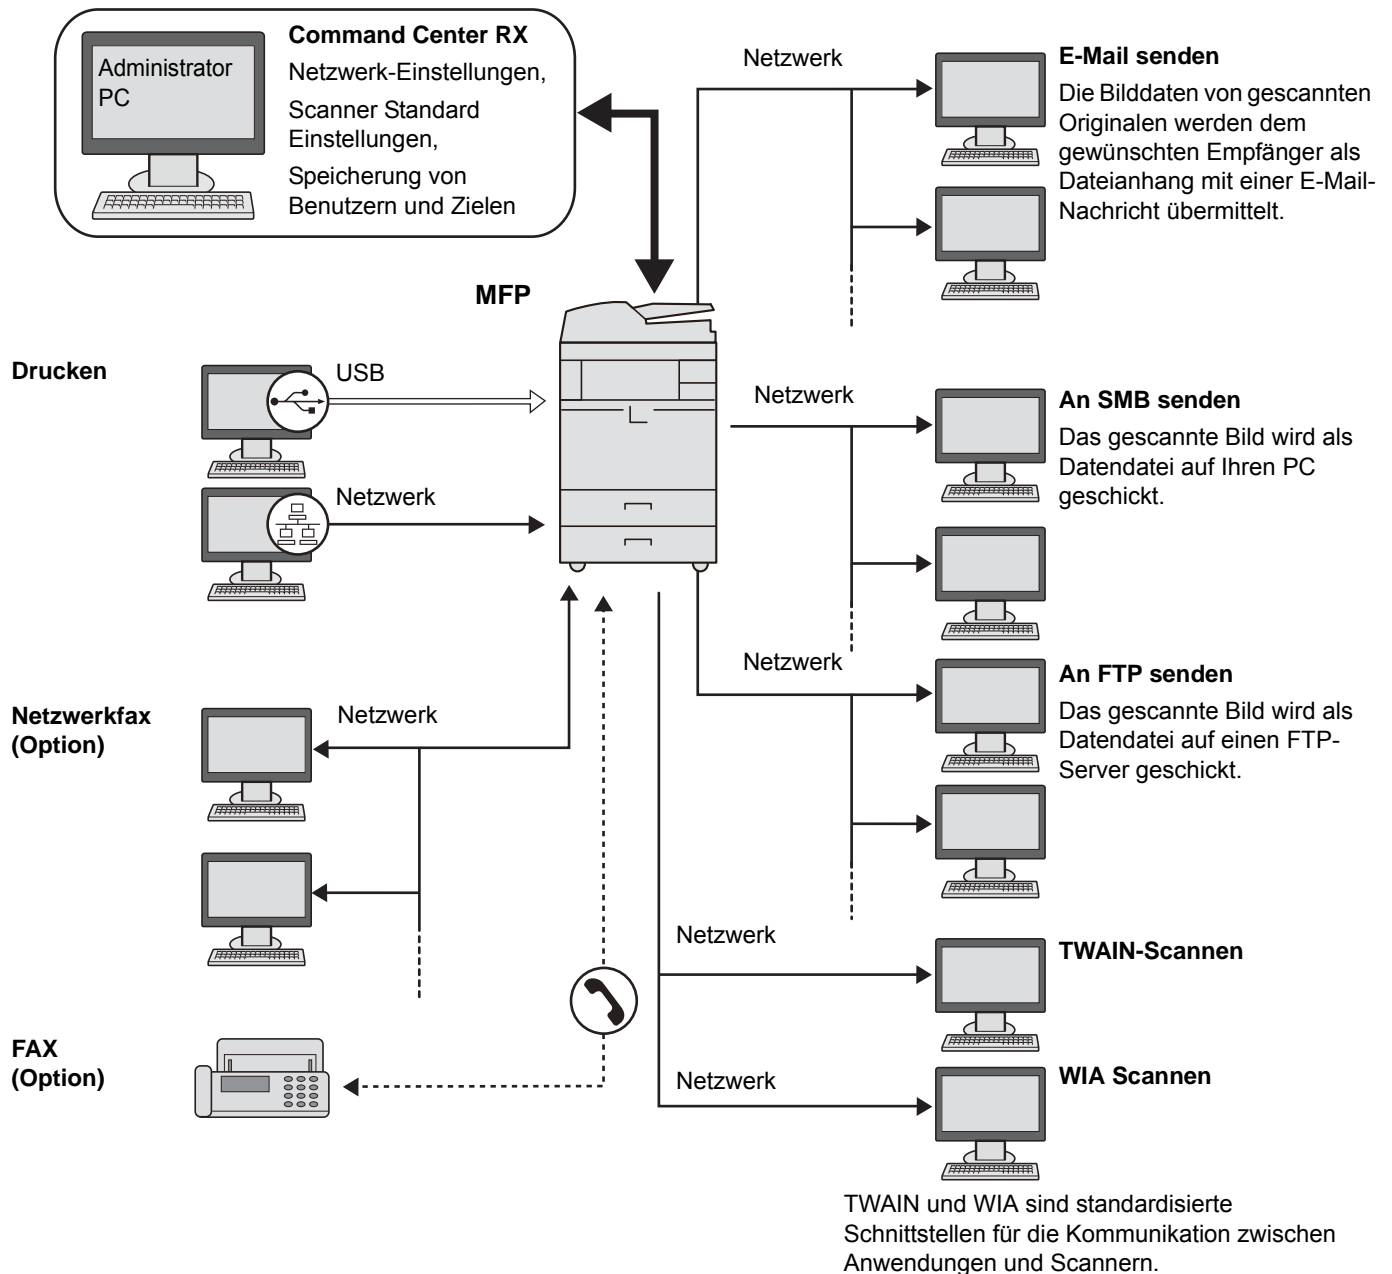 Administrator
PC
Command Center RX
Netzwerk-Einstellungen,
Scanner Standard
Einstellungen,
Speicherung von
Benutzern und Zielen
Netzwerk
E-Mail senden
Die Bilddaten von gescannten
Originalen werden dem
gewünschten Empfänger als
Dateianhang mit einer E-Mail-
Nachricht übermittelt.
MFP
Drucken
USB
Netzwerk
Netzwerk
An SMB senden
Das gescannte Bild wird als
Datendatei auf Ihren PC
geschickt.
Netzwerk
An FTP senden
Das gescannte Bild wird als
Datendatei auf einen FTP-
Server geschickt.
Netzwerkfax
(Option)
Netzwerk
Netzwerk
TWAIN-Scannen
FAX
(Option)
Netzwerk
WIA Scannen
TWAIN und WIA sind standardisierte
Schnittstellen für die Kommunikation zwischen
Anwendungen und Scannern.